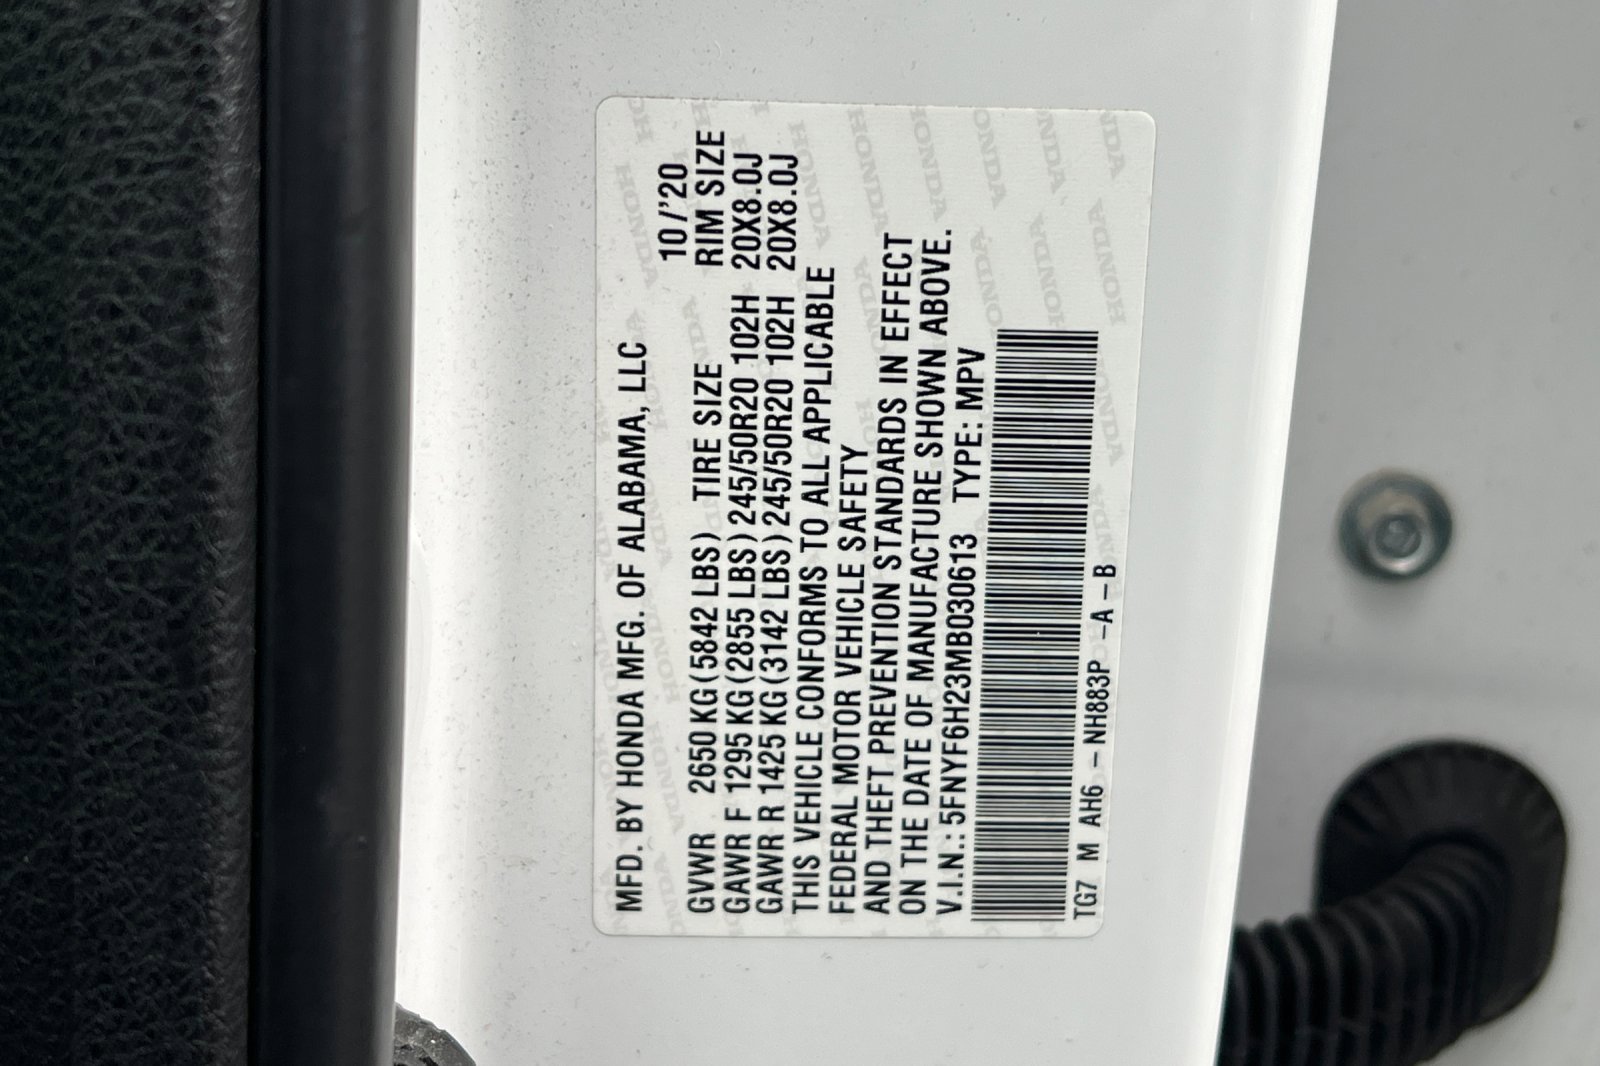 MFD. BY HONDA MFG. OF ALABAMA, LLC 10/'20
GVWR 2650 KG (5842 LBS) TIRE SIZE RIM SIZE
GAWR F 1295 KG (2855 LBS) 245/50R20 102H 20X8.0J
GAWR R 1425 KG (3142 LBS) 245/50R20 102H 20X8.0J
THIS VEHICLE CONFORMS TO ALL APPLICABLE
FEDERAL MOTOR VEHICLE SAFETY
AND THEFT PREVENTION STANDARDS IN EFFECT
ON THE DATE OF MANUFACTURE SHOWN ABOVE.
V.I.N.: 5FNYF6H23MB030613 TYPE: MPV
TG7 M AH6 - NH883P -A - B